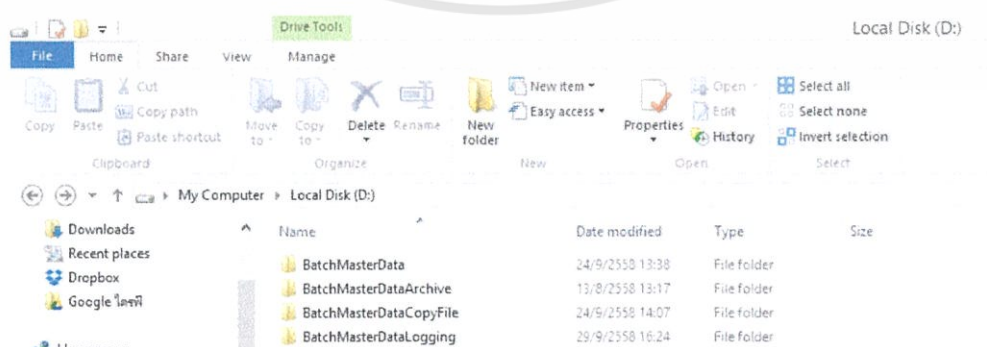 Drive Tools
Local Disk (D:)
File Home Share View Manage
Cut
Copy path
Paste shortcut
Copy Paste
Move to Copy to
Delete Rename
New folder
New item
Easy access
Properties
Open
Edit
History
Select all
Select none
Invert selection
Clipboard Organize New Open Select
My Computer Local Disk (D:)
Downloads
Recent places
Dropbox
Google ไดรฟ์
Name Date modified Type Size
BatchMasterData 24/9/2558 13:38 File folder
BatchMasterDataArchive 13/8/2558 13:17 File folder
BatchMasterDataCopyFile 24/9/2558 14:07 File folder
BatchMasterDataLogging 29/9/2558 16:24 File folder